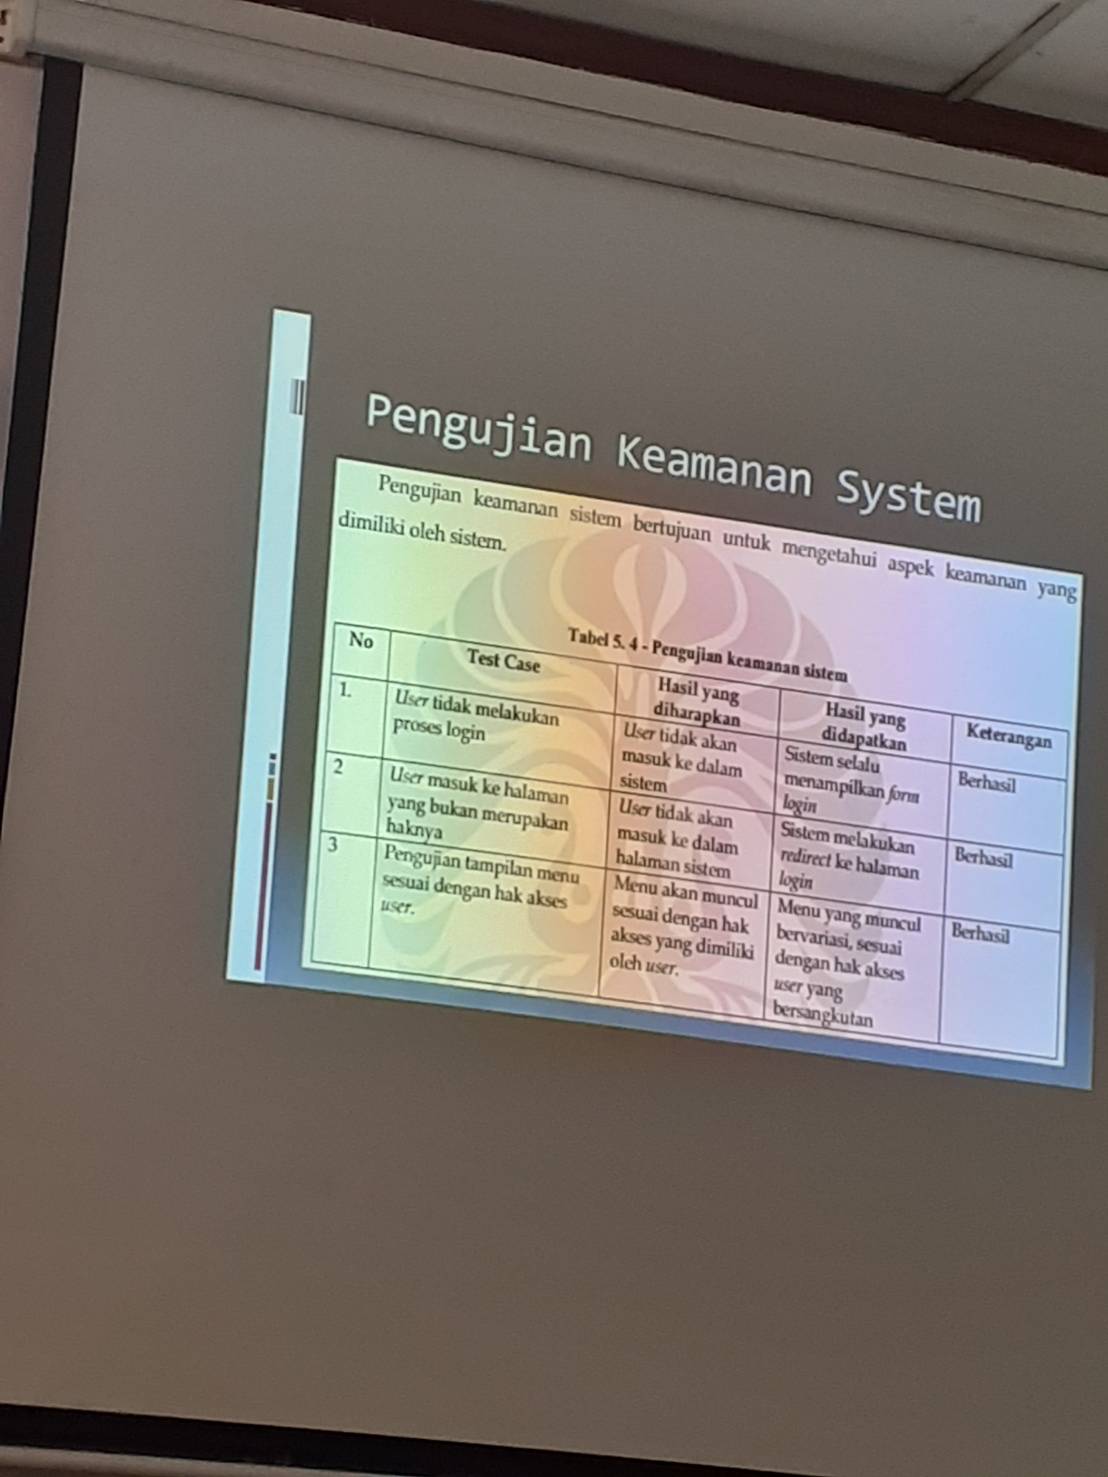 Pengujian Keamanan System
Pengujian keamanan sistem bertujuan untuk mengetahui aspek keamanan yang
dimiliki oleh sistem.
Tabel 5. 4 - Pengujian keamanan sistem
No
Test Case
Hasil yang
diharapkan
Hasil yang
didapatkan
Keterangan
1.
User tidak melakukan
proses login
User tidak akan
masuk ke dalam
sistem
Sistem selalu
menampilkan form
login
Berhasil
2
User masuk ke halaman
yang bukan merupakan
haknya
User tidak akan
masuk ke dalam
halaman sistem
Sistem melakukan
redirect ke halaman
login
Berhasil
3
Pengujian tampilan menu
sesuai dengan hak akses
user.
Menu akan muncul
sesuai dengan hak
akses yang dimiliki
oleh user.
Menu yang muncul
bervariasi, sesuai
dengan hak akses
user yang
bersangkutan
Berhasil